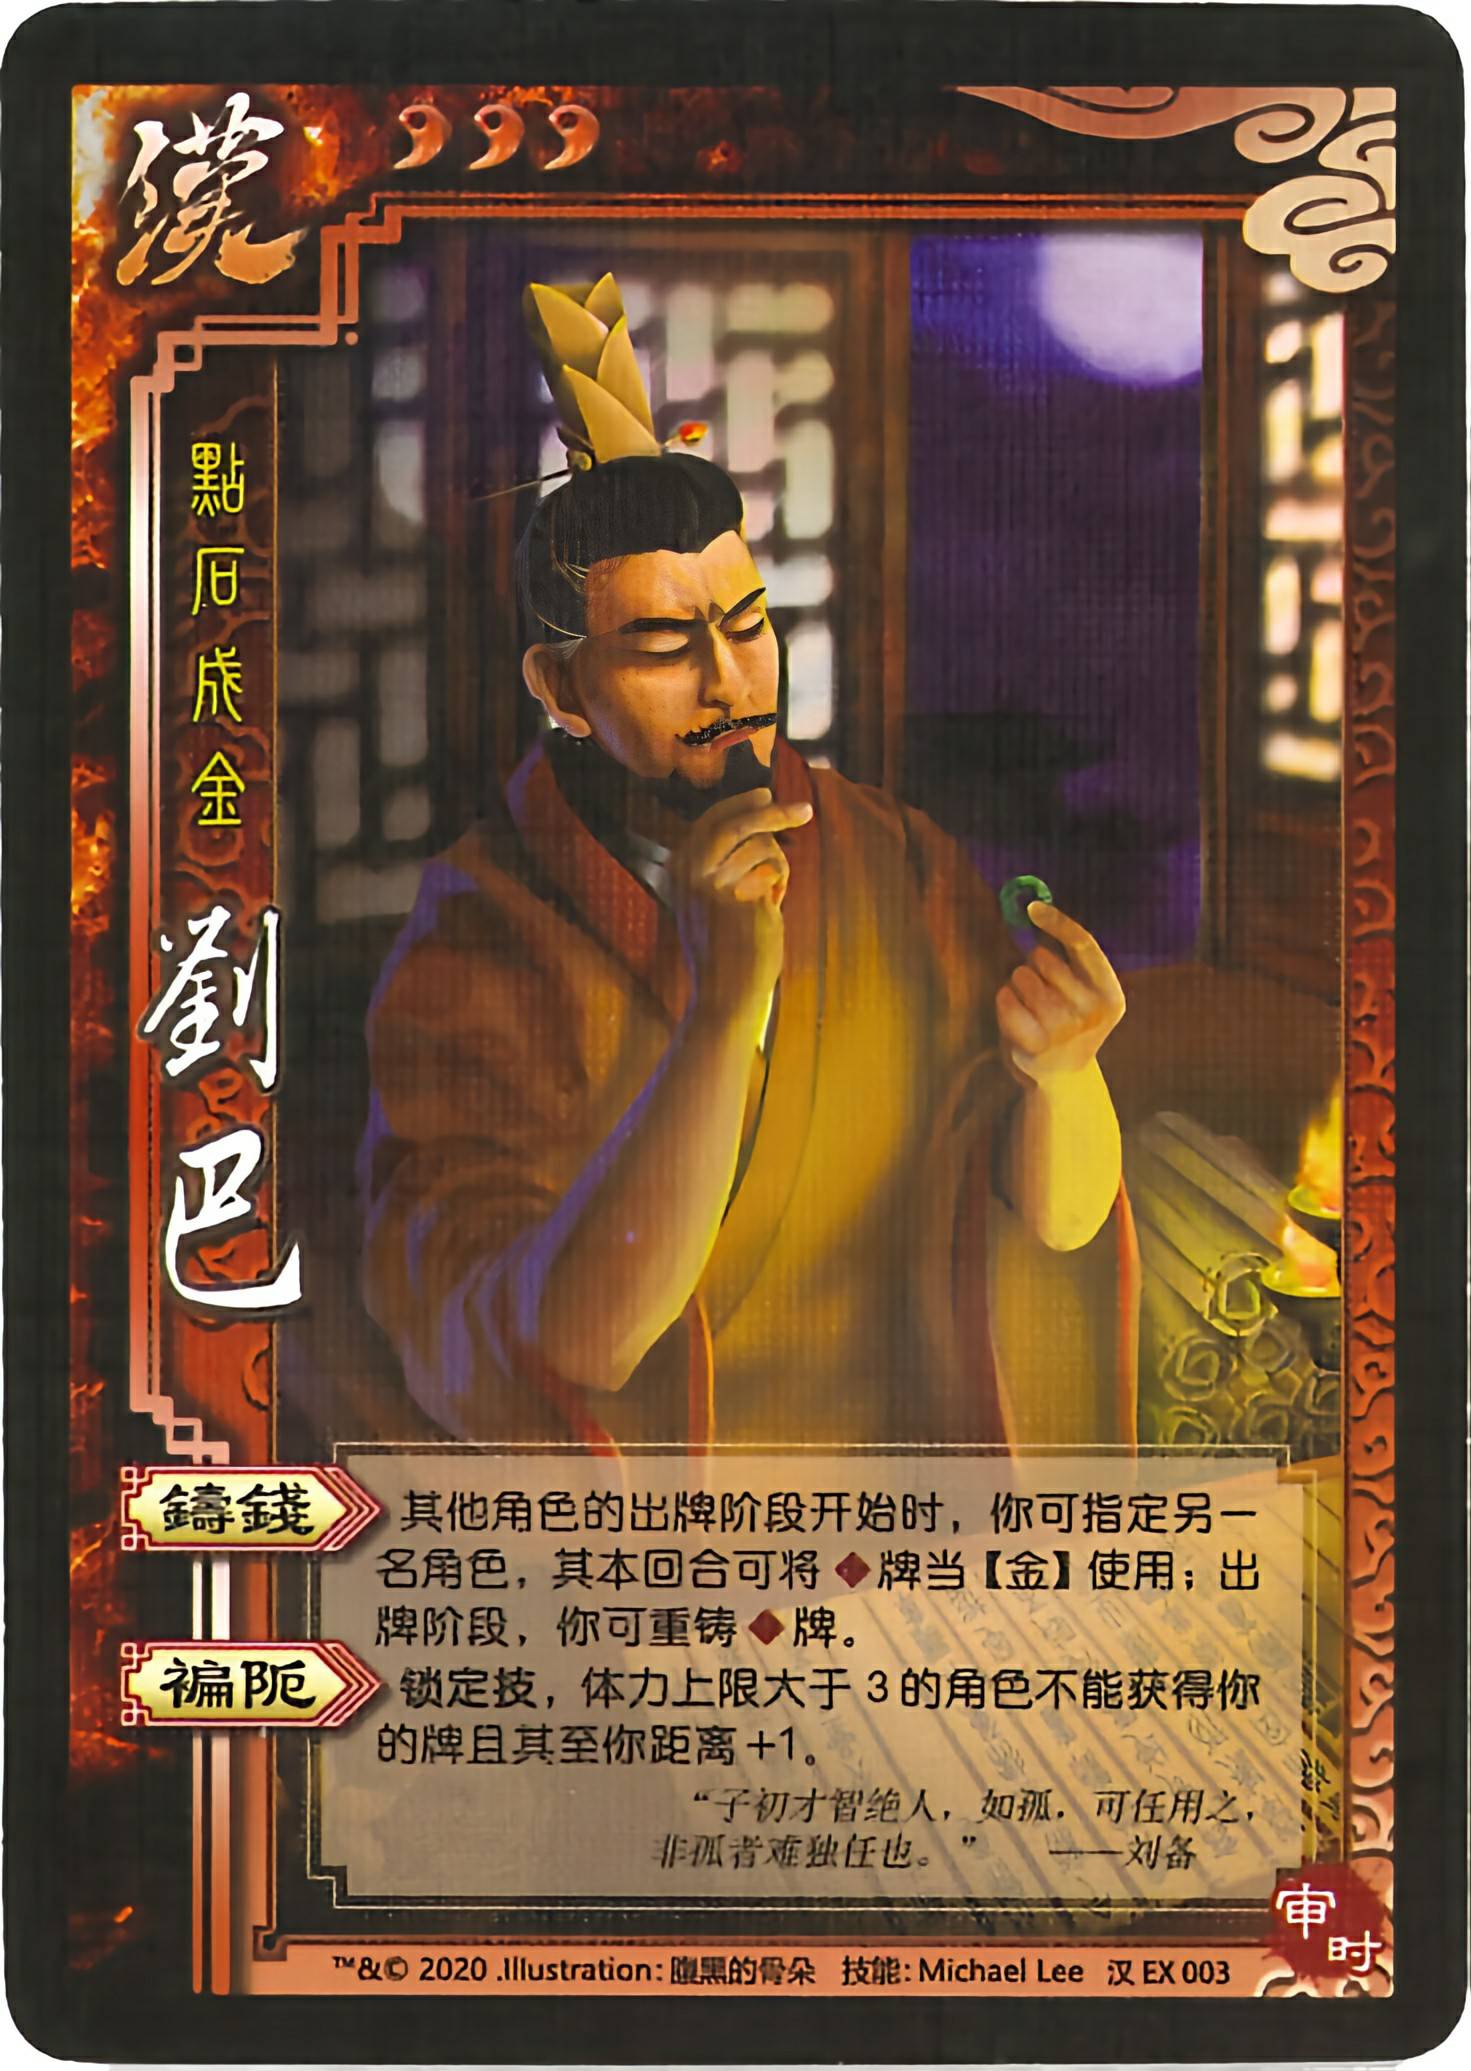 漢
點石成金
劉巴
鑄錢
其他角色的出牌阶段开始时，你可指定另一
名角色，其本回合可将◆牌当【金】使用；出
牌阶段，你可重铸◆牌。
褊阨
锁定技，体力上限大于3的角色不能获得你
的牌且其至你距离+1。
“子初才智绝人，如孤，可任用之，
非孤者难独任也。” ——刘备
审时
™&© 2020 .Illustration: 黑的骨朵 技能: Michael Lee 汉 EX 003